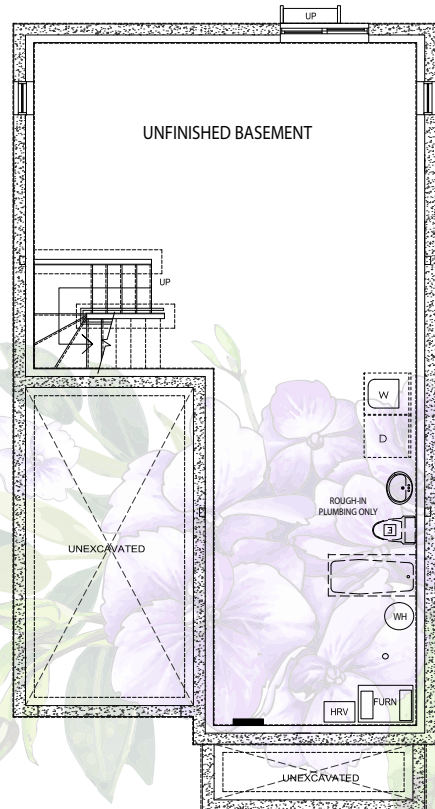 UP
UNFINISHED BASEMENT
UP
W
D
ROUGH-IN
PLUMBING ONLY
UNEXCAVATED
WH
FURN
HRV
UNEXCAVATED